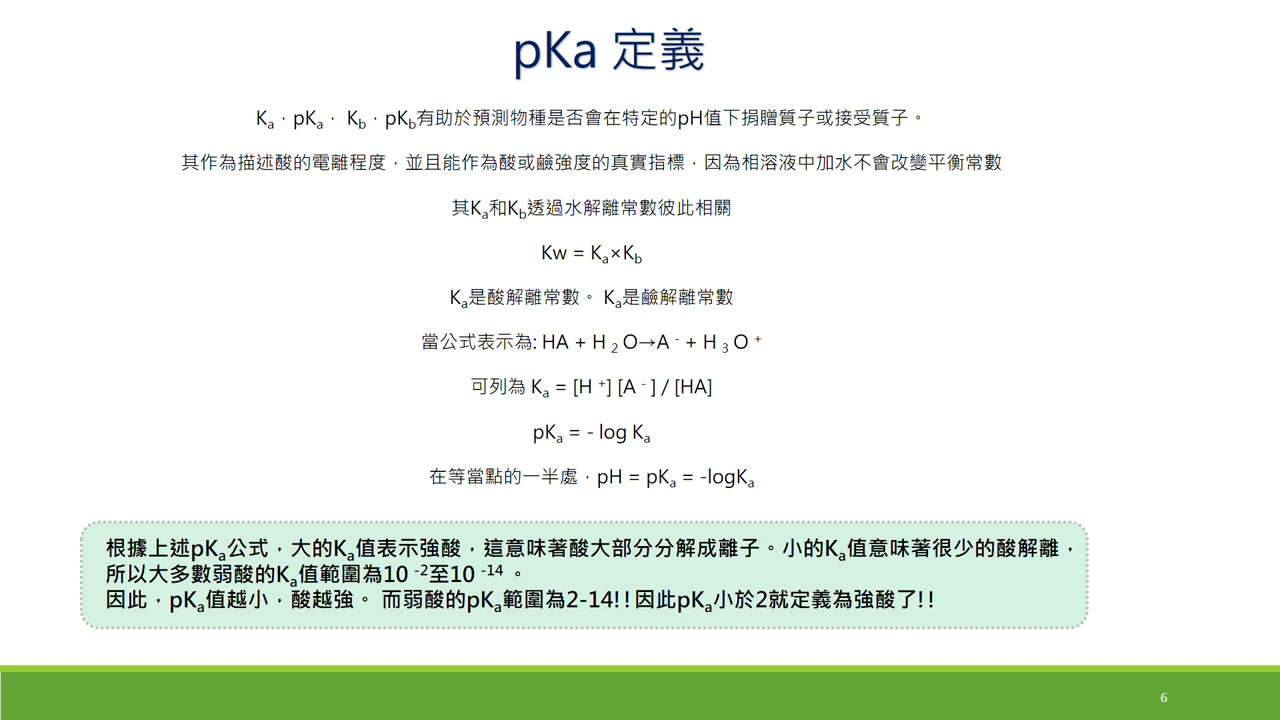 pKa 定義
Ka，pKa， Kb，pKb有助於預測物種是否會在特定的pH值下捐贈質子或接受質子。
其作為描述酸的電離程度，並且能作為酸或鹼強度的真實指標，因為相溶液中加水不會改變平衡常數
其Ka和Kb透過水解離常數彼此相關
Kw = Ka×Kb
Ka是酸解離常數。 Ka是鹼解離常數
當公式表示為: HA + H 2 O→A - + H 3 O +
可列為 Ka = [H +] [A - ] / [HA]
pKa = - log Ka
在等當點的一半處，pH = pKa = -logKa
根據上述pKa公式，大的Ka值表示強酸，這意味著酸大部分分解成離子。小的Ka值意味著很少的酸解離，
所以大多數弱酸的Ka值範圍為10 -2至10 -14 。
因此，pKa值越小，酸越強。 而弱酸的pKa範圍為2-14!! 因此pKa小於2就定義為強酸了!!
6